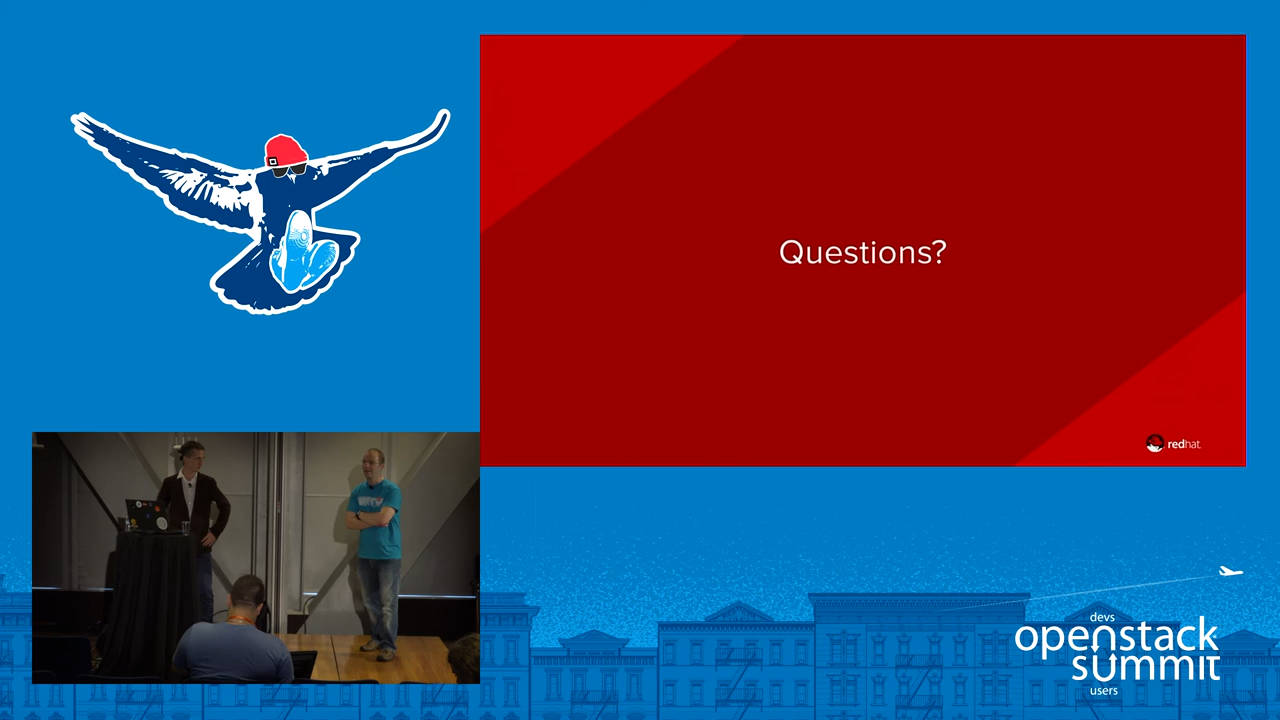 Questions?
redhat.
devs
openstack
summit
users